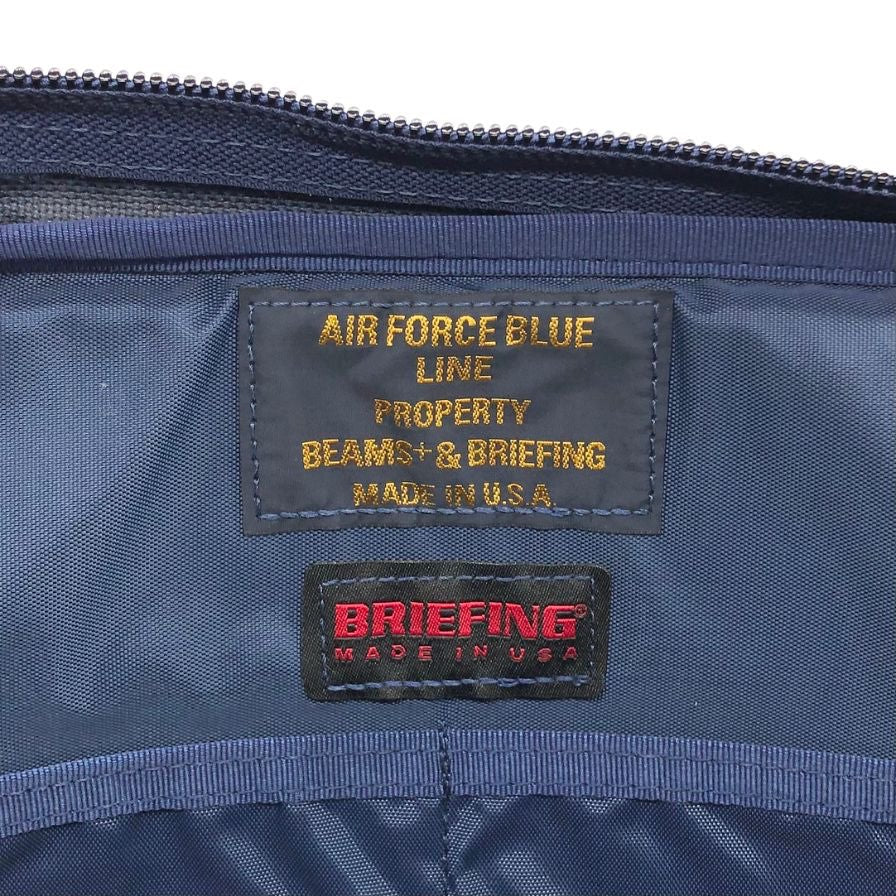 AIR FORCE BLUE
LINE
PROPERTY
BEAMS+ & BRIEFING
MADE IN U.S.A.
BRIEFING®
MADE IN USA